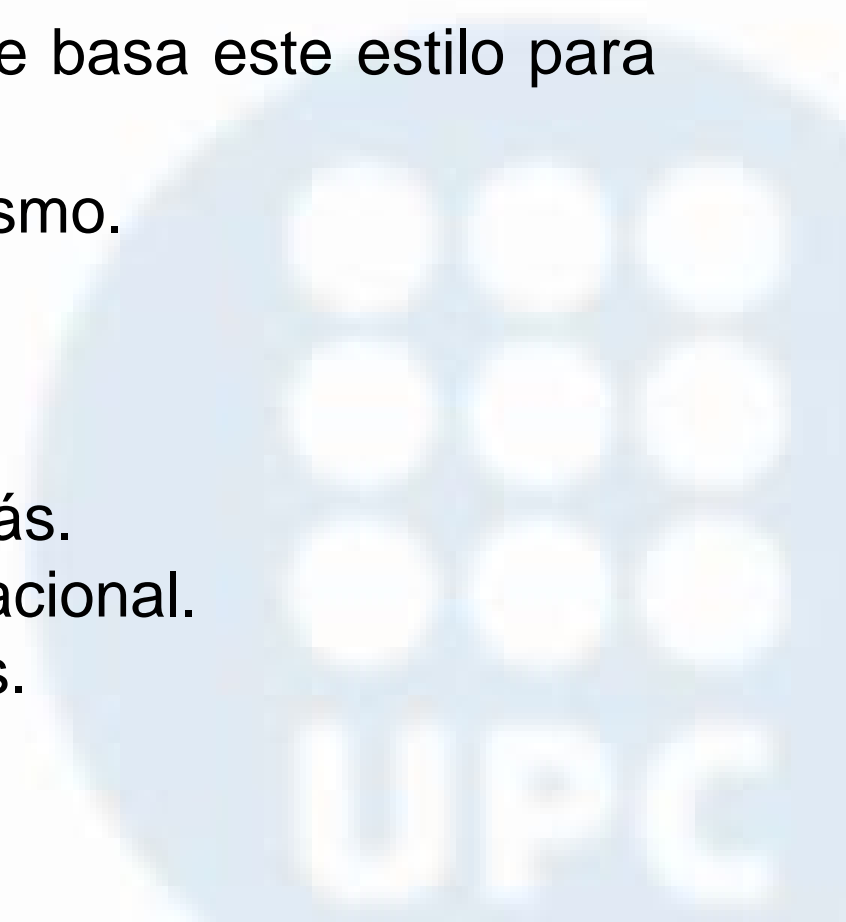 e basa este estilo para
smo.
ás.
acional.
s.
UPC